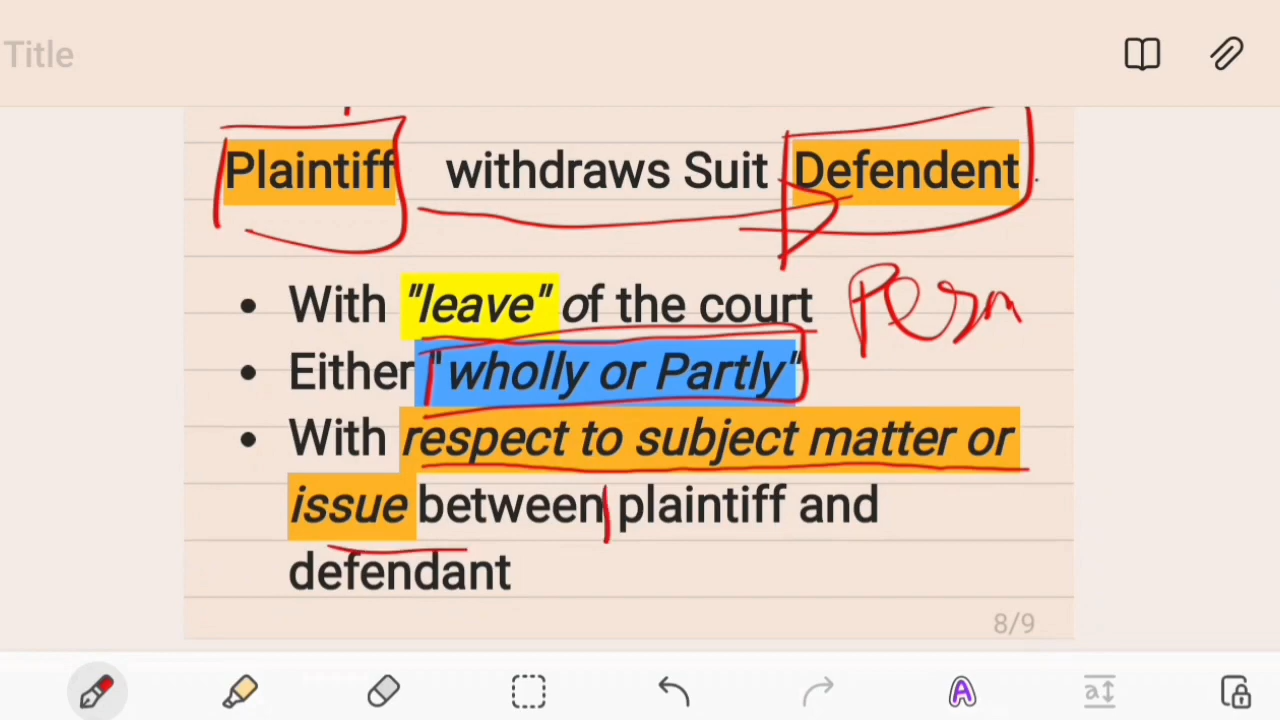 Title
Plaintiff withdraws Suit Defendent
With "leave" of the court Perm
Either "wholly or Partly"
With respect to subject matter or
issue between plaintiff and
defendant
8/9